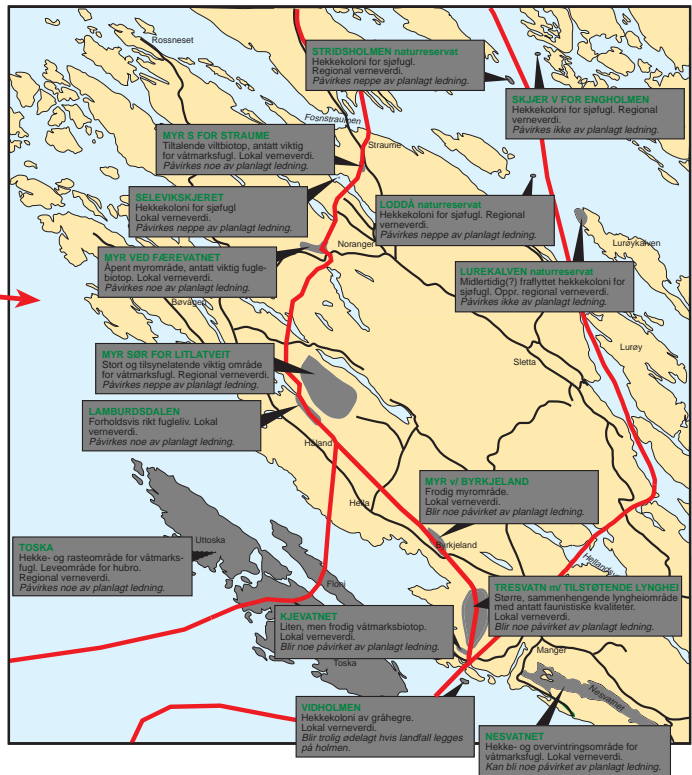 Rossneset
STRIDSHOLMEN naturreservat
Hekkekoloni for sjøfugl.
Regional verneverdi.
Påvirkes neppe av planlagt ledning.
SKJÆR V FOR ENGHOLMEN
Hekkekoloni for sjøfugl. Regional
verneverdi.
Påvirkes ikke av planlagt ledning.
Fosnstraumen
Straume
MYR S FOR STRAUME
Tiltalende viltbiotop, antatt viktig
for våtmarksfugl. Lokal verneverdi.
Påvirkes noe av planlagt ledning.
SELEVIKSKJERET
Hekkekoloni for sjøfugl
Lokal verneverdi.
Påvirkes neppe av planlagt ledning.
LODDÅ naturreservat
Hekkekoloni for sjøfugl. Regional
verneverdi.
Påvirkes neppe av planlagt ledning.
Noranger
Lurøykalven
MYR VED FÆREVATNET
Åpent myrområde, antatt viktig fugle-
biotop. Lokal verneverdi.
Påvirkes noe av planlagt ledning.
LUREKALVEN naturreservat
Midlertidig(?) fraflyttet hekkekoloni for
sjøfugl. Oppr. regional verneverdi.
Påvirkes ikke av planlagt ledning.
Bøvågen
Lurøy
Sletta
MYR SØR FOR LITLATVEIT
Stort og tilsynelatende viktig område
for våtmarksfugl. Regional verneverdi.
Påvirkes neppe av planlagt ledning.
LAMBURDSDALEN
Forholdsvis rikt fugleliv. Lokal
verneverdi.
Påvirkes noe av planlagt ledning.
Håland
Hella
MYR v/ BYRKJELAND
Frodig myrområde.
Lokal verneverdi.
Blir noe påvirket av planlagt ledning.
Byrkjeland
Uttoska
TOSKA
Hekke- og rasteområde for våtmarks-
fugl. Leveområde for hubro.
Regional verneverdi.
Påvirkes noe av planlagt ledning.
Floni
TRESVATN m/ TILSTØTENDE LYNGHEI
Større, sammenhengende lyngheiområde
med antatt faunistiske kvaliteter.
Lokal verneverdi.
Blir noe påvirket av planlagt ledning.
KJEVATNET
Liten, men frodig våtmarksbiotop.
Lokal verneverdi.
Blir noe påvirket av planlagt ledning.
Toska
Manger
Nesvatnet
VIDHOLMEN
Hekkekoloni av gråhegre.
Lokal verneverdi.
Blir trolig ødelagt hvis landfall legges
på holmen.
NESVATNET
Hekke- og overvintringsområde for
våtmarksfugl. Lokal verneverdi.
Kan bli noe påvirket av planlagt ledning.